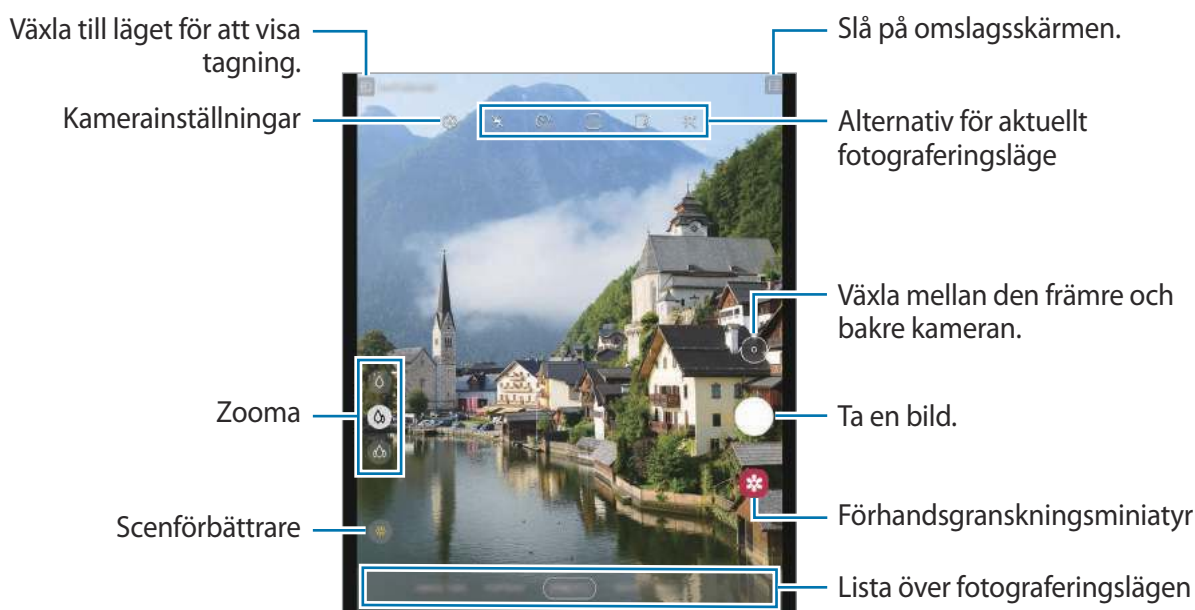 Växla till läget för att visa
tagning.
Kamerainställningar
Zooma
Scenförbättrare
Slå på omslagsskärmen.
Alternativ för aktuellt
fotograferingsläge
Växla mellan den främre och
bakre kameran.
Ta en bild.
Förhandsgranskningsminiatyr
Lista över fotograferingslägen